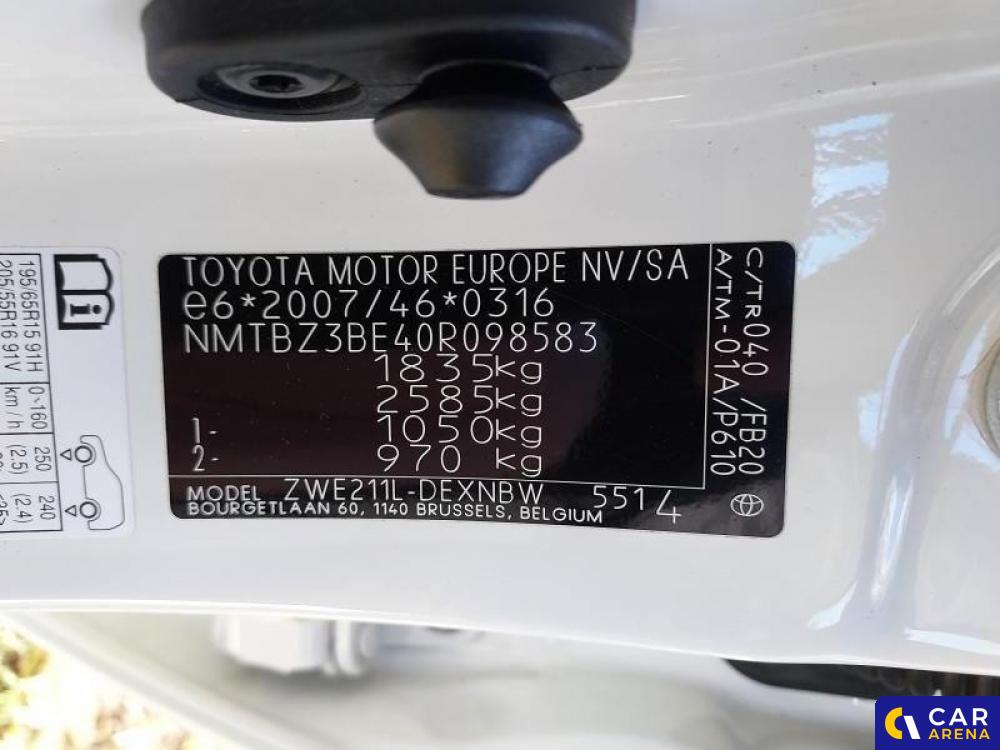 TOYOTA MOTOR EUROPE NV/SA
e6*2007/46*0316
NMTBZ3BE40R098583
1835kg
2585kg
1- 1050kg
2- 970 kg
MODEL ZWE211L-DEXNBW 5514
BOURGETLAAN 60, 1140 BRUSSELS, BELGIUM
C/TR040 /FB20
A/TM-01A/P610
195/65R15 91H
205/55R16 91V
0~160
km/h
250
(2.5)
240
(2.4)
i
CAR
ARENA